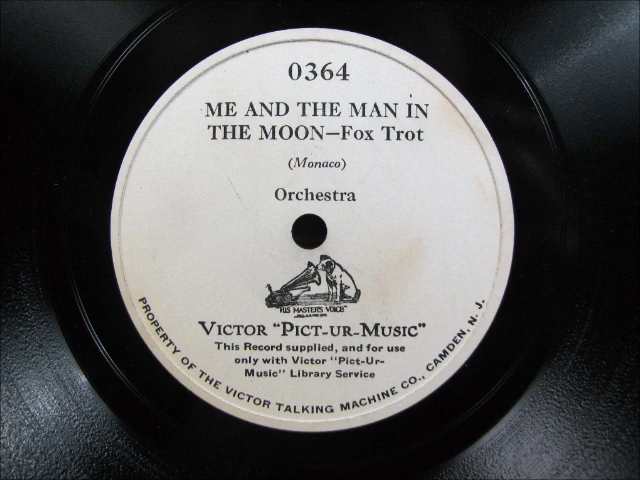 0364
ME AND THE MAN IN
THE MOON—Fox Trot
(Monaco)
Orchestra
"HIS MASTER'S VOICE"
VICTOR "PICT-UR-MUSIC"
This Record supplied, and for use
only with Victor "Pict-Ur-
Music" Library Service
PROPERTY OF THE VICTOR TALKING MACHINE CO., CAMDEN, N. J.